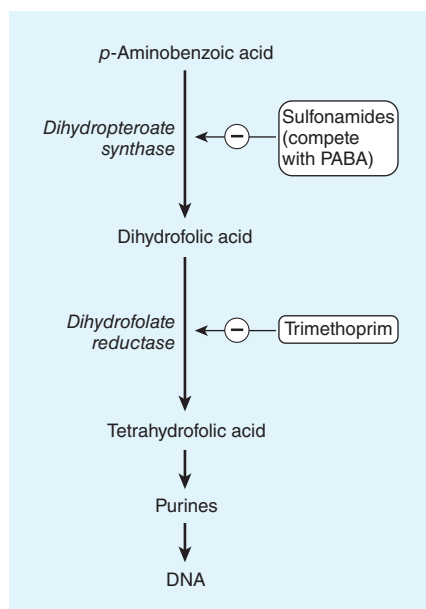 p-Aminobenzoic acid
Dihydropteroate
synthase
Sulfonamides
(compete
with PABA)
Dihydrofolic acid
Dihydrofolate
reductase
Trimethoprim
Tetrahydrofolic acid
Purines
DNA